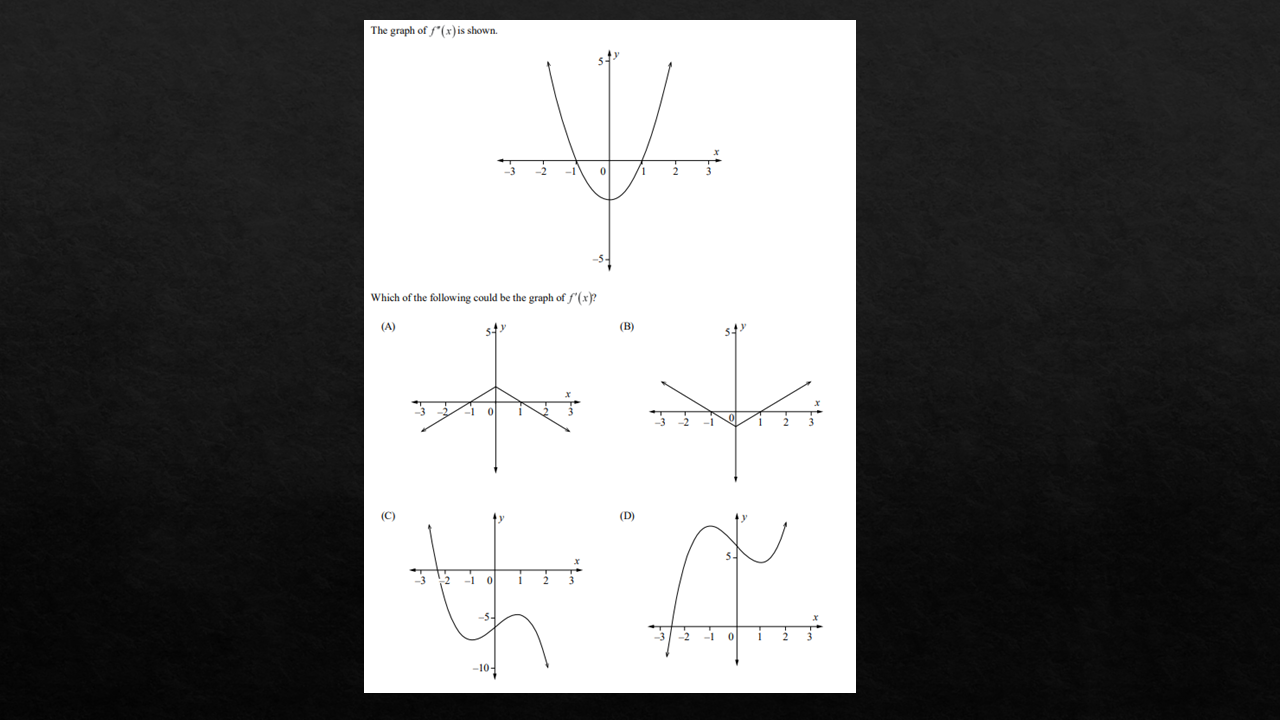 The graph of f"(x) is shown.
y
5
x
–3 –2 –1 0 1 2 3
–5
Which of the following could be the graph of f'(x)?
(A)
5 y
x
–3 –2 –1 0 1 2 3
(B)
5 y
x
–3 –2 –1 0 1 2 3
(C)
y
x
–3 –2 –1 0 1 2 3
–5
–10
(D)
y
5
x
–3 –2 –1 0 1 2 3